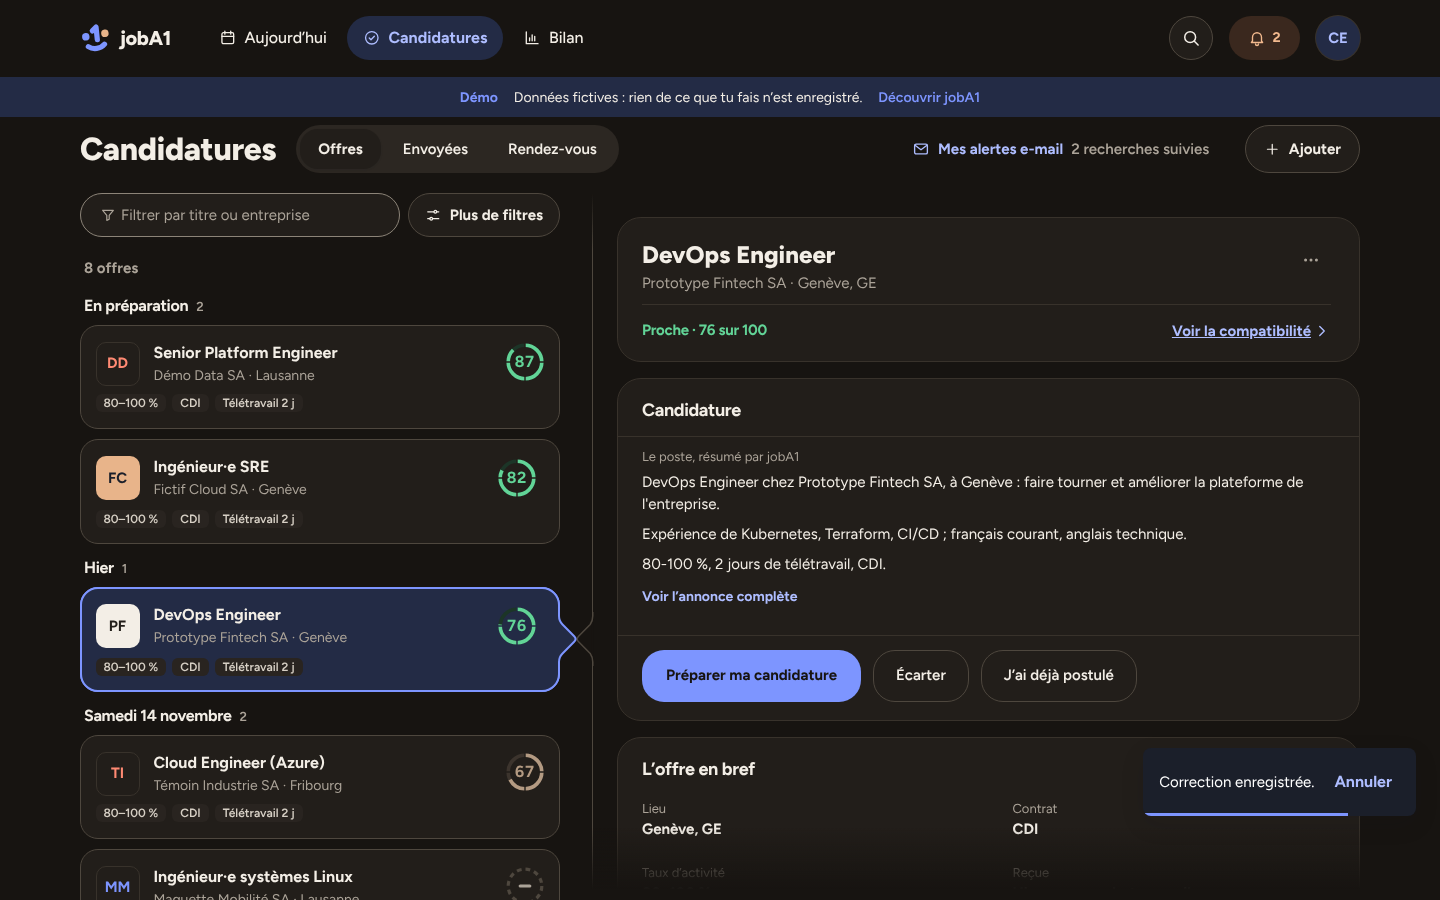 jobA1
Aujourd’hui
Candidatures
Bilan
2
CE
Démo Données fictives : rien de ce que tu fais n’est enregistré. Découvrir jobA1
Candidatures
Offres
Envoyées
Rendez-vous
Mes alertes e-mail 2 recherches suivies
Ajouter
Filtrer par titre ou entreprise
Plus de filtres
8 offres
En préparation 2
DD
Senior Platform Engineer
Démo Data SA · Lausanne
87
80–100 % CDI Télétravail 2 j
FC
Ingénieur·e SRE
Fictif Cloud SA · Genève
82
80–100 % CDI Télétravail 2 j
Hier 1
PF
DevOps Engineer
Prototype Fintech SA · Genève
76
80–100 % CDI Télétravail 2 j
Samedi 14 novembre 2
TI
Cloud Engineer (Azure)
Témoin Industrie SA · Fribourg
67
80–100 % CDI Télétravail 2 j
MM
Ingénieur·e systèmes Linux
Maquette Mobilité SA · Lausanne
DevOps Engineer
Prototype Fintech SA · Genève, GE
Proche · 76 sur 100
Voir la compatibilité
Candidature
Le poste, résumé par jobA1
DevOps Engineer chez Prototype Fintech SA, à Genève : faire tourner et améliorer la plateforme de
l'entreprise.
Expérience de Kubernetes, Terraform, CI/CD ; français courant, anglais technique.
80-100 %, 2 jours de télétravail, CDI.
Voir l’annonce complète
Préparer ma candidature
Écarter
J’ai déjà postulé
L’offre en bref
Lieu
Genève, GE
Contrat
CDI
Taux d’activité
Reçue
Correction enregistrée. Annuler